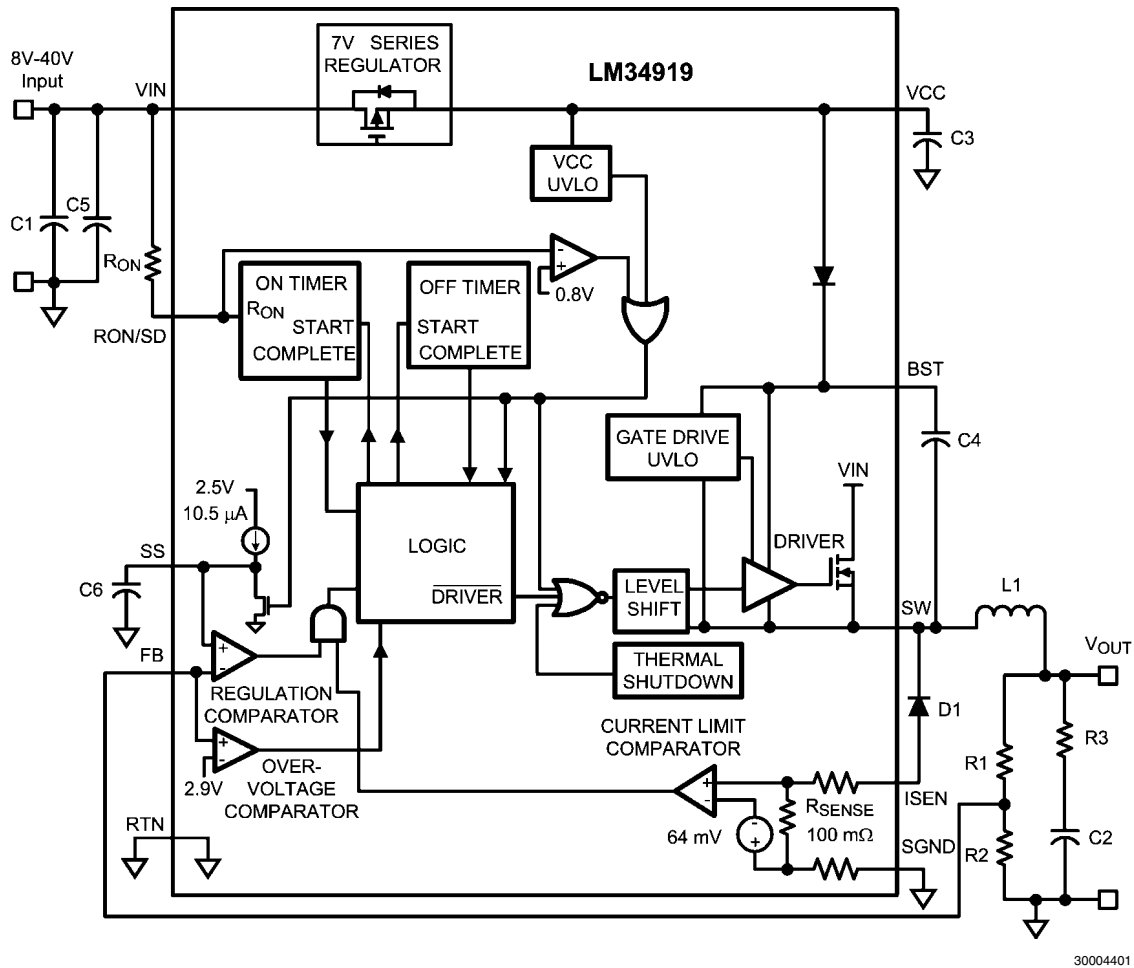 7V SERIES
REGULATOR
LM34919
8V-40V
Input
VIN
VCC
C3
VCC
UVLO
C1
C5
RON
0.8V
ON TIMER
RON
START
COMPLETE
OFF TIMER
START
COMPLETE
RON/SD
BST
GATE DRIVE
UVLO
C4
VIN
2.5V
10.5 µA
LOGIC
DRIVER
DRIVER
SS
C6
LEVEL
SHIFT
SW
L1
VOUT
FB
REGULATION
COMPARATOR
THERMAL
SHUTDOWN
D1
R3
CURRENT LIMIT
COMPARATOR
2.9V
OVER-
VOLTAGE
COMPARATOR
R1
RSENSE
100 mΩ
ISEN
64 mV
SGND
RTN
R2
C2
30004401